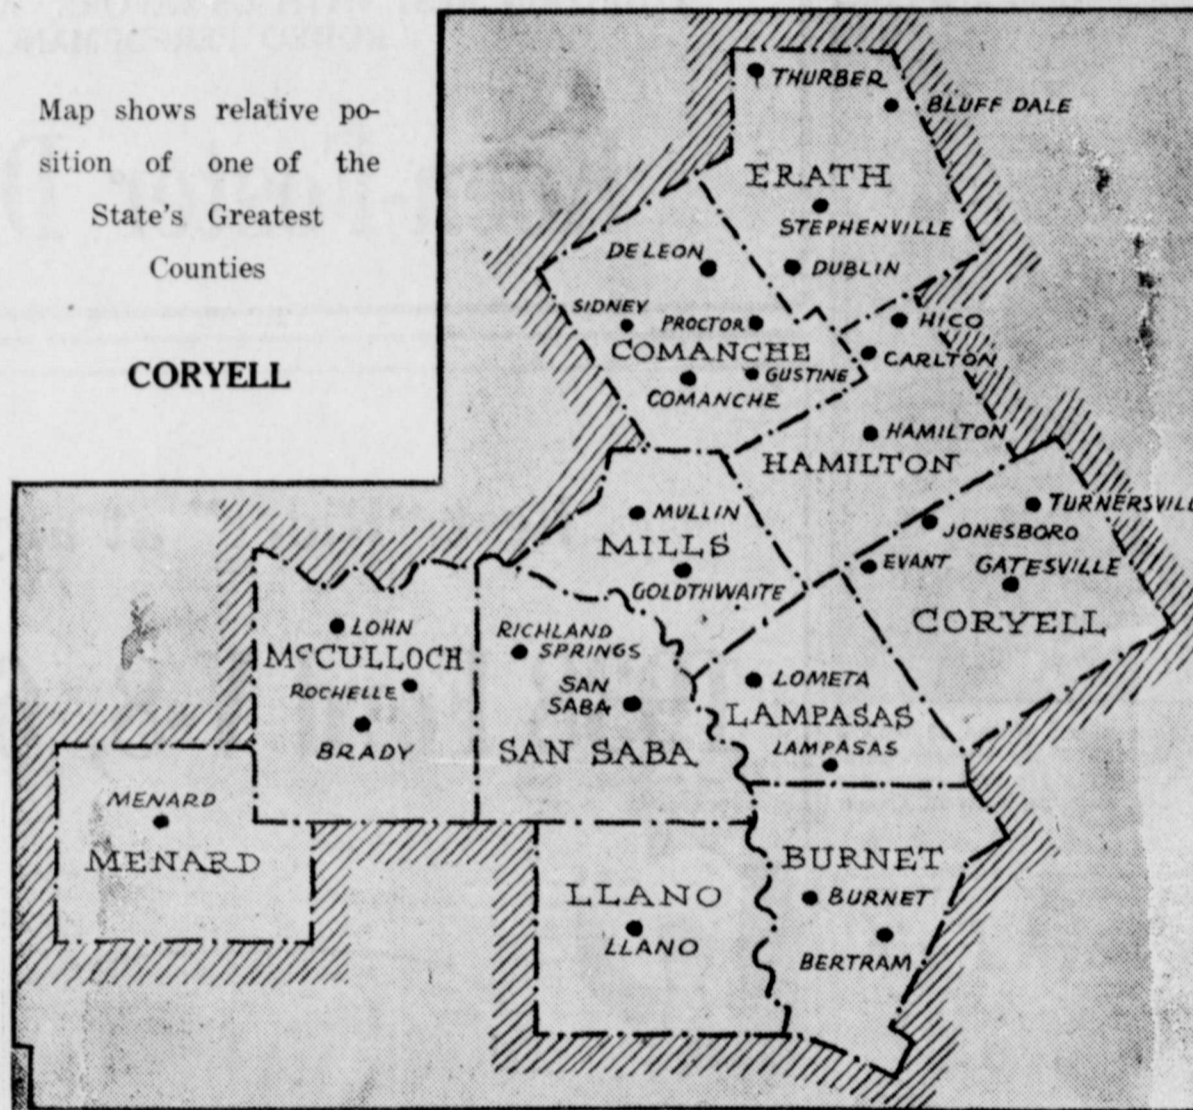 Map shows relative po-
sition of one of the
State's Greatest
Counties
CORYELL
THURBER
BLUFF DALE
ERATH
STEPHENVILLE
DE LEON
DUBLIN
SIDNEY
PROCTOR
HICO
COMANCHE
CARLTON
GUSTINE
COMANCHE
HAMILTON
HAMILTON
TURNERSVILL
MULLIN
JONESBORO
MILLS
EVANT
GATESVILLE
GOLDTHWAITE
CORYELL
LOHN
RICHLAND
SPRINGS
McCULLOCH
ROCHELLE
SAN
SABA
LOMETA
LAMPASAS
BRADY
SAN SABA
LAMPASAS
MENARD
MENARD
BURNET
LLANO
BURNET
LLANO
BERTRAM